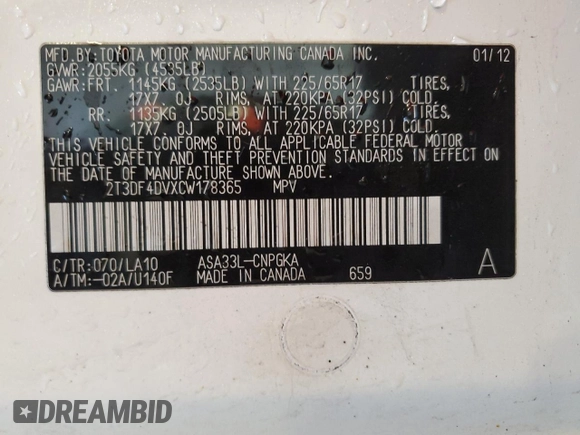 MFD.BY:TOYOTA MOTOR MANUFACTURING CANADA INC. 01/12
GVWR:2055KG (4535LB)
GAWR:FRT. 1145KG (2535LB) WITH 225/65R17 TIRES,
17X7.0J RIMS, AT 220KPA (32PSI) COLD.
RR: 1135KG (2505LB) WITH 225/65R17 TIRES,
17X7.0J RIMS, AT 220KPA (32PSI) COLD.
THIS VEHICLE CONFORMS TO ALL APPLICABLE FEDERAL MOTOR
VEHICLE SAFETY AND THEFT PREVENTION STANDARDS IN EFFECT ON
THE DATE OF MANUFACTURE SHOWN ABOVE.
2T3DF4DVXCW178365 MPV
C/TR:070/LA10 ASA33L-CNPGKA
A/TM:-02A/U140F MADE IN CANADA 659 A
DREAMBID